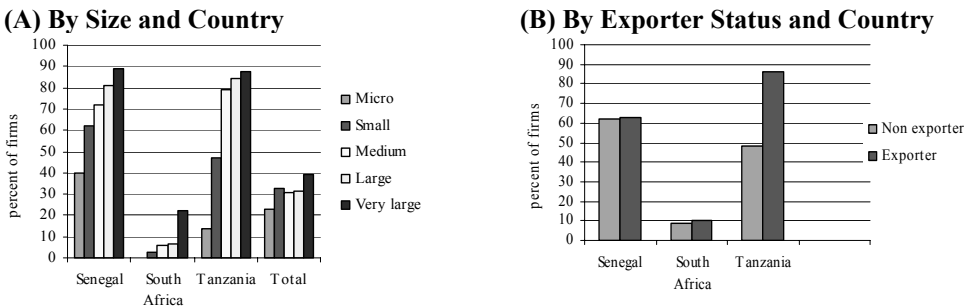 (A) By Size and Country
100
90
80
70
60
50
40
30
20
10
0
percent of firms
Senegal
South Africa
Tanzania
Total
Micro
Small
Medium
Large
Very large
(B) By Exporter Status and Country
100
90
80
70
60
50
40
30
20
10
0
percent of firms
Senegal
South
Africa
Tanzania
Non exporter
Exporter